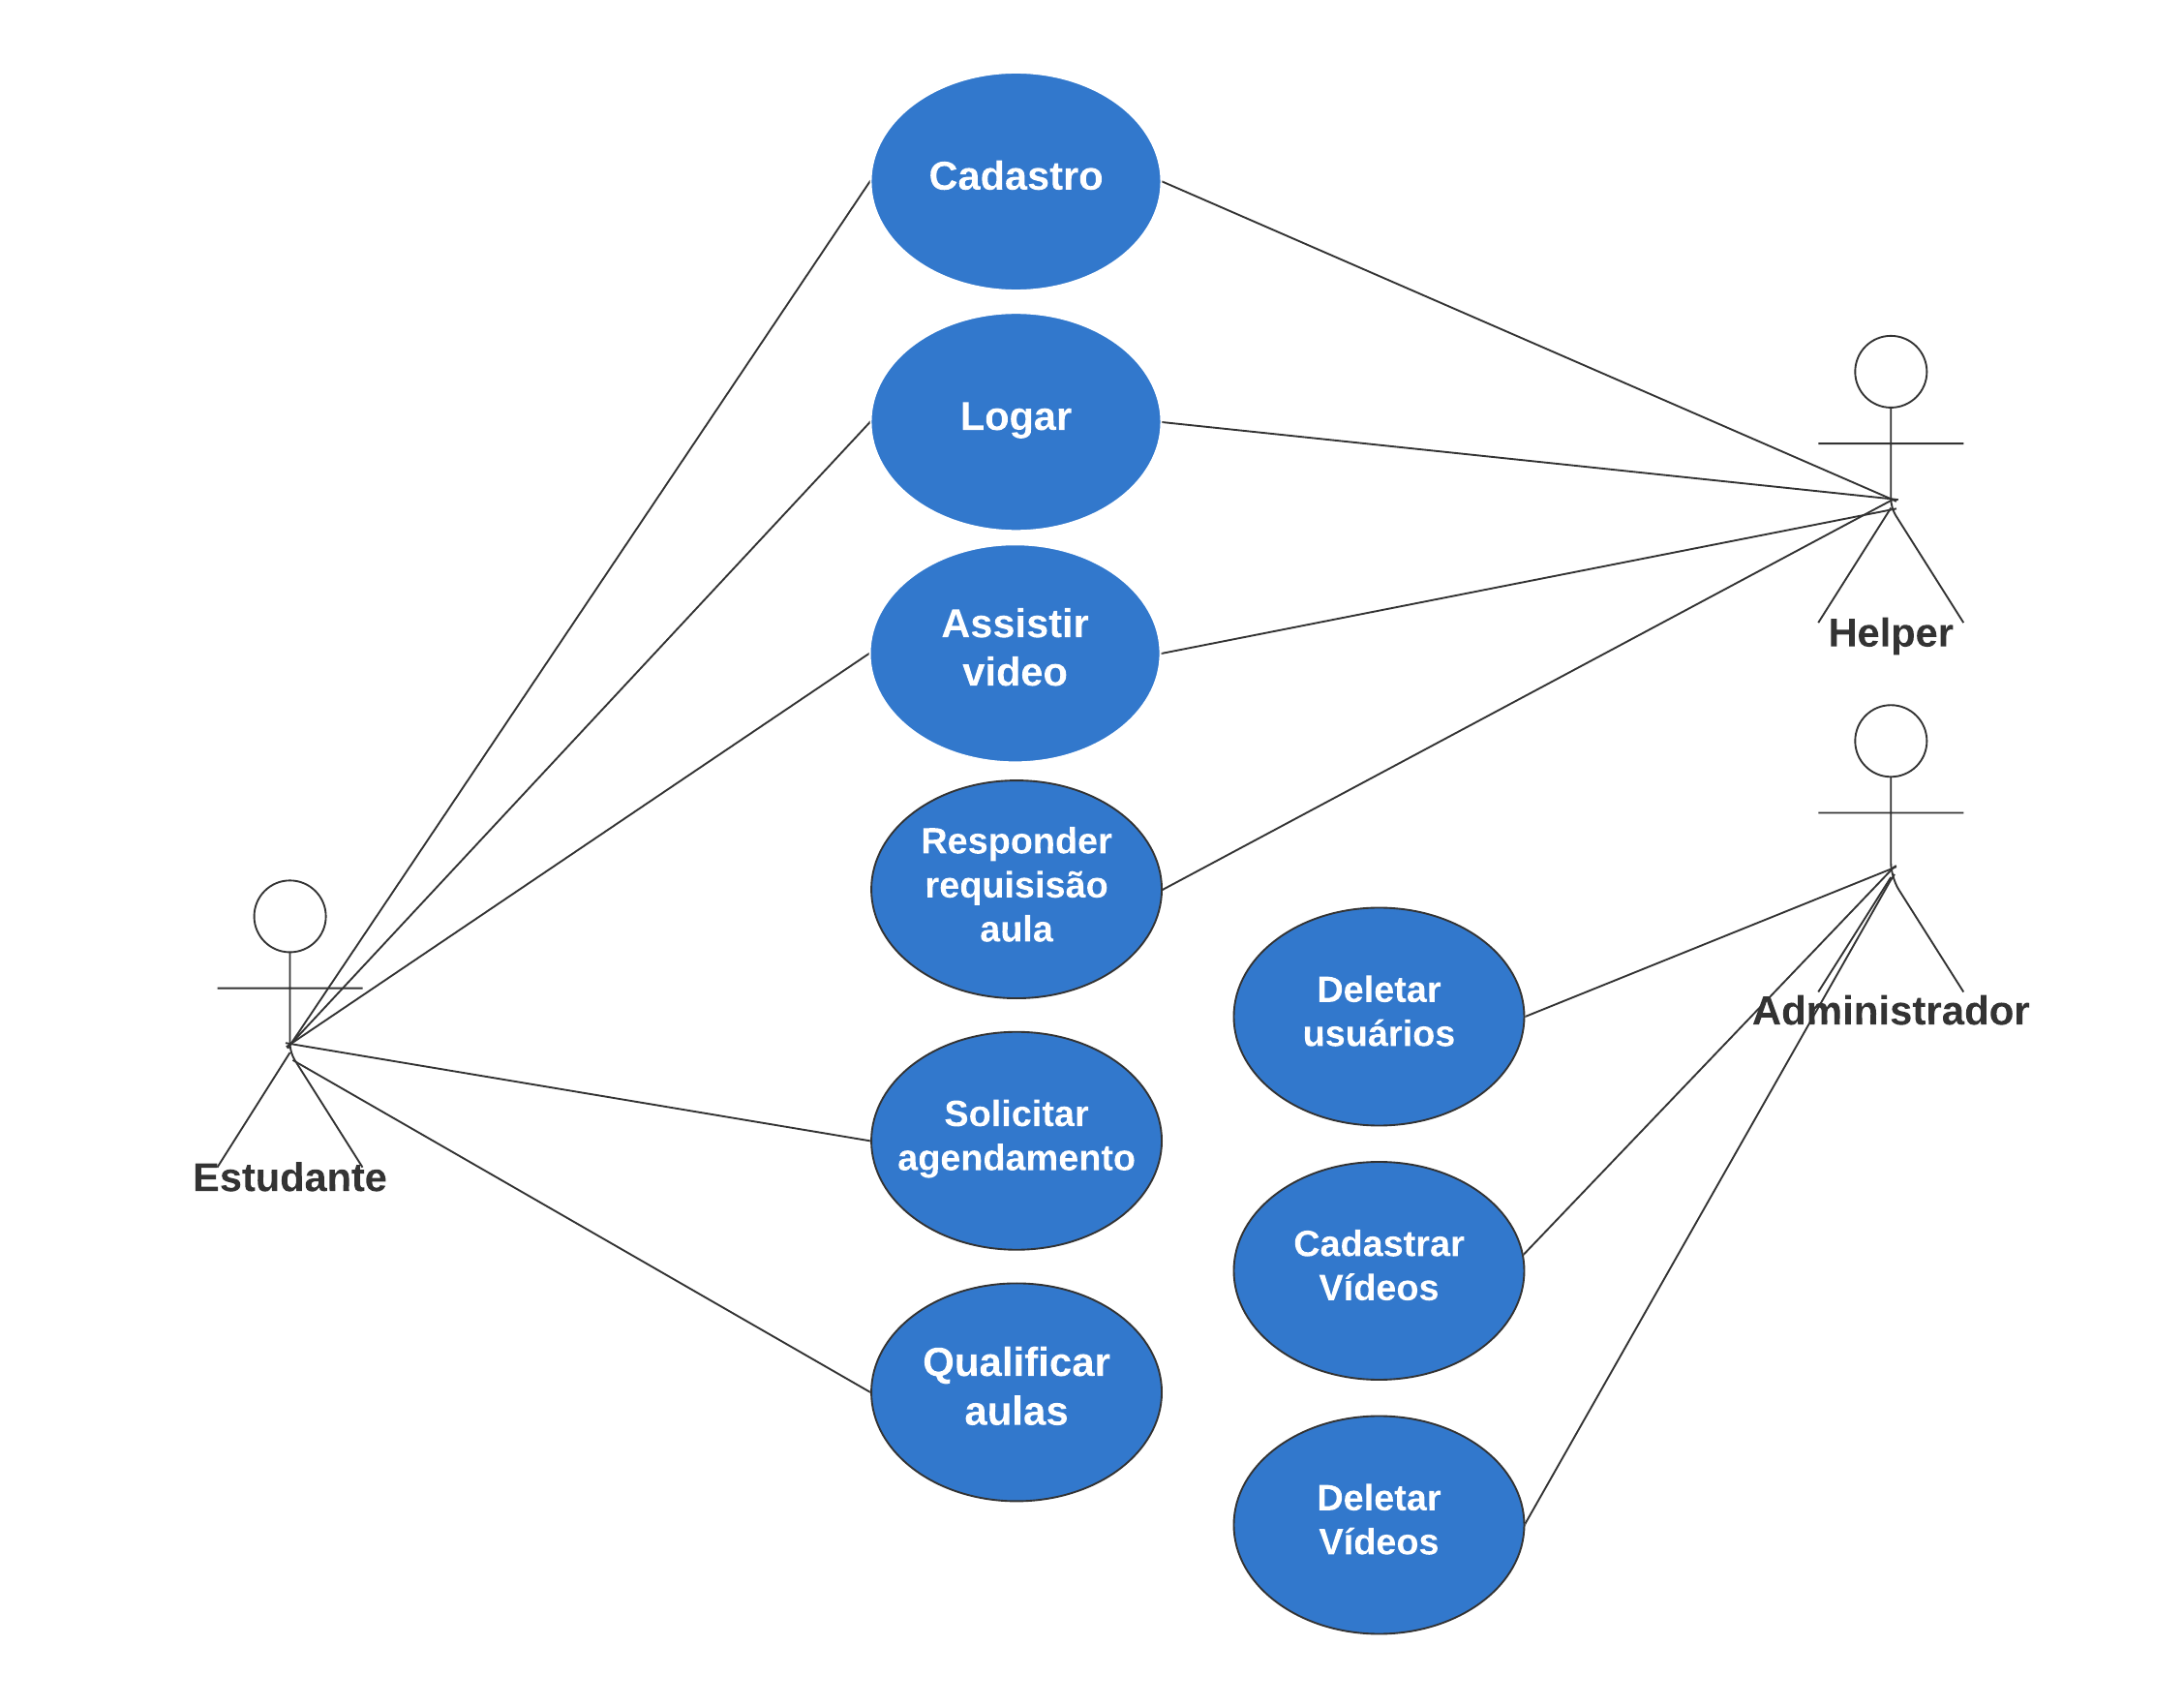 Cadastro
Logar
Assistir
video
Helper
Responder
requisisão
aula
Deletar
usuários
Administrador
Solicitar
agendamento
Estudante
Cadastrar
Vídeos
Qualificar
aulas
Deletar
Vídeos